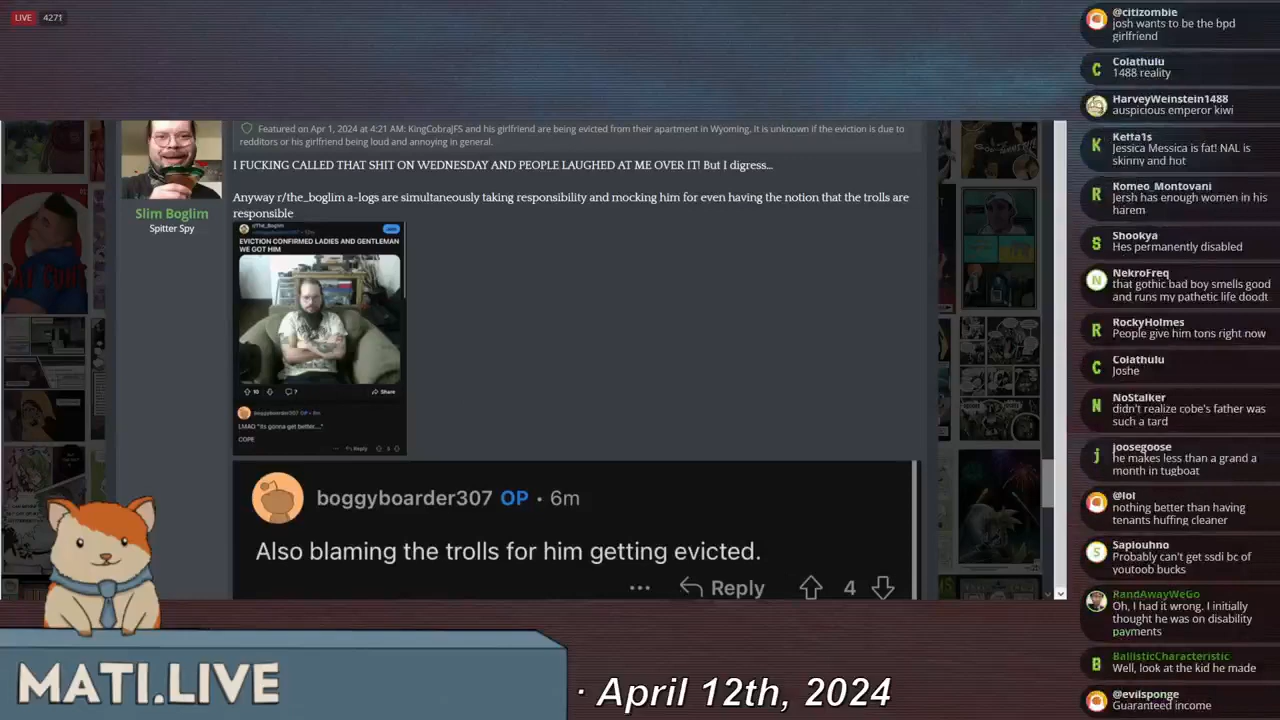 LIVE 4271
Featured on Apr 1, 2024 at 4:21 AM: KingCobraJFS and his girlfriend are being evicted from their apartment in Wyoming. It is unknown if the eviction is due to
redditors or his girlfriend being loud and annoying in general.
I FUCKING CALLED THAT SHIT ON WEDNESDAY AND PEOPLE LAUGHED AT ME OVER IT! But I digress...
Anyway r/the_boglim a-logs are simultaneously taking responsibility and mocking him for even having the notion that the trolls are
responsible
Slim Boglim
Spitter Spy
EVICTION CONFIRMED LADIES AND GENTLEMAN
WE GOT HIM
10
7
Share
boggyboarder307 OP • 8m
LMAO "its gonna get better...."
COPE
Reply
boggyboarder307 OP · 6m
Also blaming the trolls for him getting evicted.
... Reply 4
MATI.LIVE
· April 12th, 2024
@citizombie
josh wants to be the bpd
girlfriend
C
Colathulu
1488 reality
HarveyWeinstein1488
auspicious emperor kiwi
K
Ketta1s
Jessica Messica is fat! NAL is
skinny and hot
R
Romeo_Montovani
Jersh has enough women in his
harem
S
Shookya
Hes permanently disabled
N
NekroFreq
that gothic bad boy smells good
and runs my pathetic life doodt
R
RockyHolmes
People give him tons right now
C
Colathulu
Joshe
N
NoStalker
didn't realize cobe's father was
such a tard
j
joosegoose
he makes less than a grand a
month in tugboat
@lol
nothing better than having
tenants huffing cleaner
S
Saplouhno
Probably can't get ssdi bc of
youtoob bucks
RandAwayWeGo
Oh, I had it wrong. I initially
thought he was on disability
payments
B
BallisticCharacteristic
Well, look at the kid he made
@evilsponge
Guaranteed income